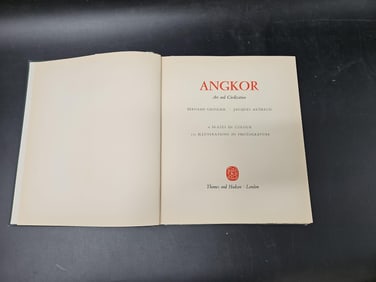 ANGKOR
Art and Civilization
BERNARD GROSLIER · JACQUES ARTHAUD
PLATES IN COLOUR
ILLUSTRATIONS IN PHOTOGRAVURE
Thames and Hudson · London